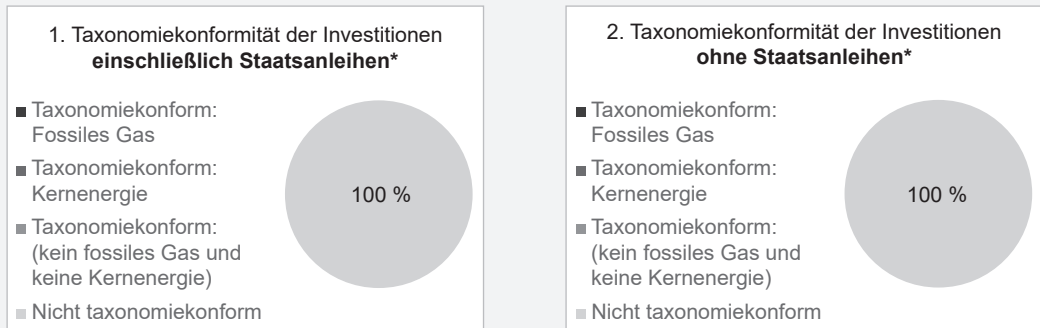 1. Taxonomiekonformität der Investitionen
einschließlich Staatsanleihen*
Taxonomiekonform:
Fossiles Gas
Taxonomiekonform:
Kernenergie
Taxonomiekonform:
(kein fossiles Gas und
keine Kernenergie)
Nicht taxonomiekonform
100 %
2. Taxonomiekonformität der Investitionen
ohne Staatsanleihen*
Taxonomiekonform:
Fossiles Gas
Taxonomiekonform:
Kernenergie
Taxonomiekonform:
(kein fossiles Gas und
keine Kernenergie)
Nicht taxonomiekonform
100 %